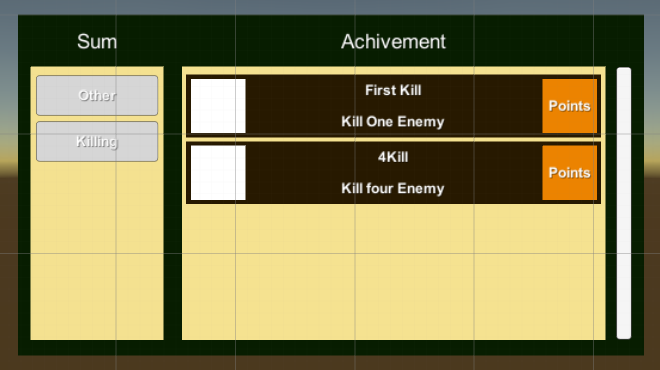 Sum
Achivement
Other
Killing
First Kill
Kill One Enemy
Points
4Kill
Kill four Enemy
Points